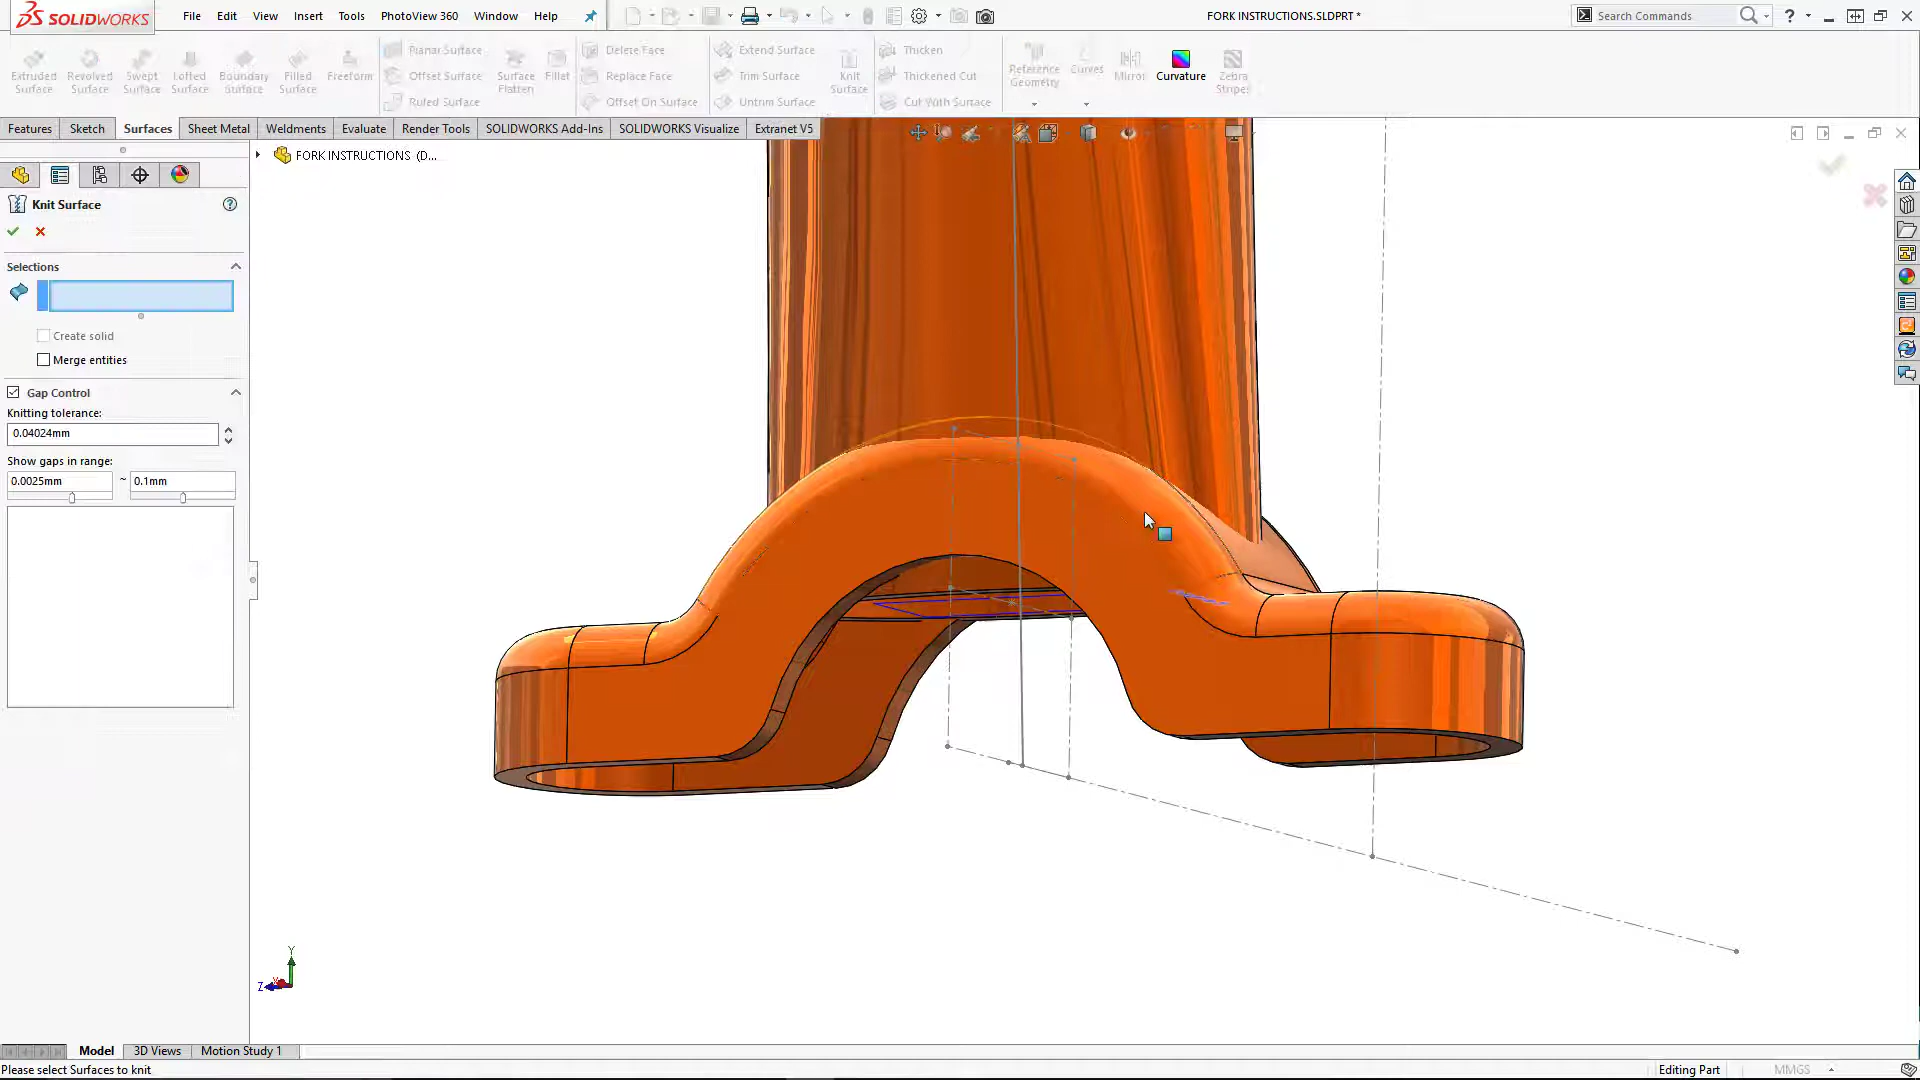 SOLIDWORKS
File Edit View Insert Tools PhotoView 360 Window Help
FORK INSTRUCTIONS.SLDPRT *
Search Commands
Extruded Surface
Revolved Surface
Swept Surface
Lofted Surface
Boundary Surface
Filled Surface
Freeform
Planar Surface
Offset Surface
Ruled Surface
Surface Flatten
Fillet
Delete Face
Replace Face
Offset On Surface
Extend Surface
Trim Surface
Untrim Surface
Knit Surface
Thicken
Thickened Cut
Cut With Surface
Reference Geometry
Curves
Mirror
Curvature
Zebra Stripes
Features Sketch Surfaces Sheet Metal Weldments Evaluate Render Tools SOLIDWORKS Add-Ins SOLIDWORKS Visualize Extranet V5
FORK INSTRUCTIONS (D...
Knit Surface
Selections
Create solid
Merge entities
Gap Control
Knitting tolerance:
0.04024mm
Show gaps in range:
0.0025mm ~ 0.1mm
Y
Z
X
Model 3D Views Motion Study 1
Please select Surfaces to knit
Editing Part
MMGS